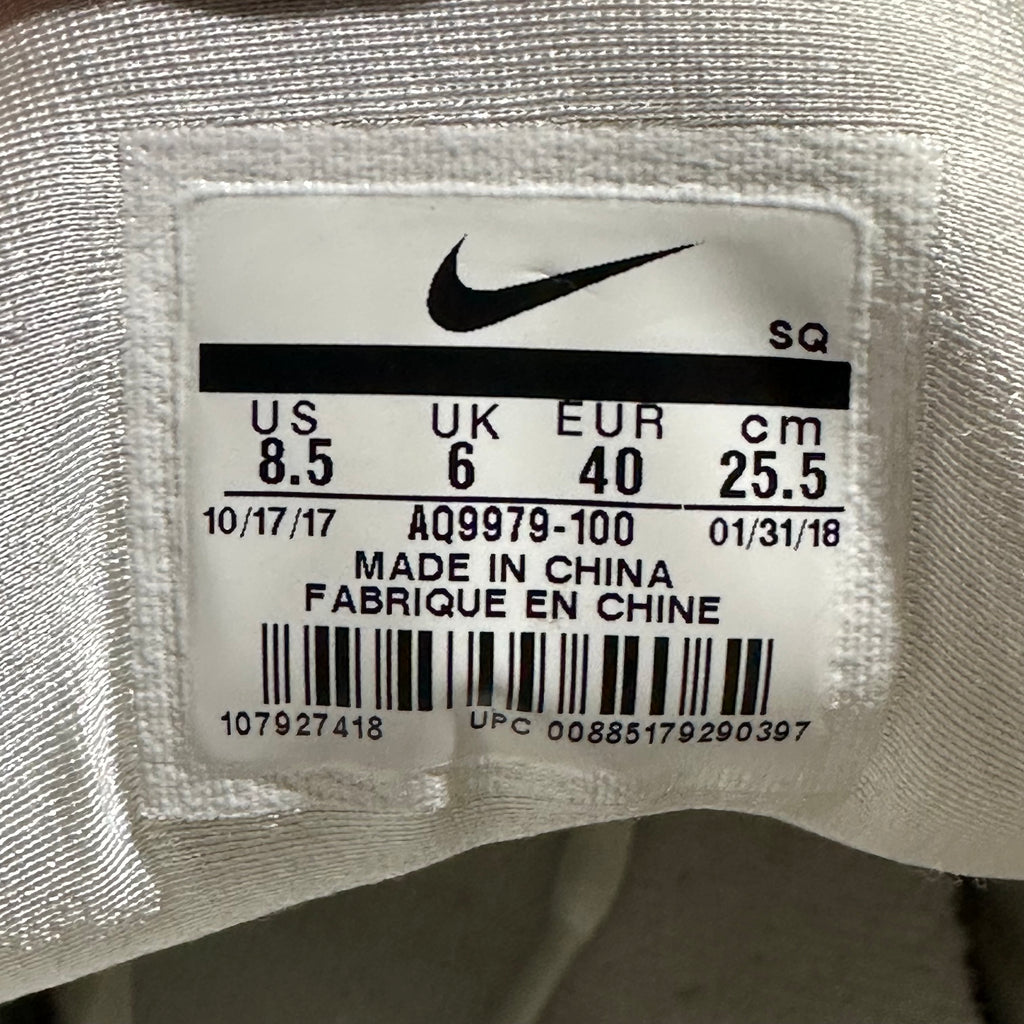 SQ
US UK EUR cm
8.5 6 40 25.5
10/17/17 AQ9979-100 01/31/18
MADE IN CHINA
FABRIQUE EN CHINE
107927418 UPC 00885179290397